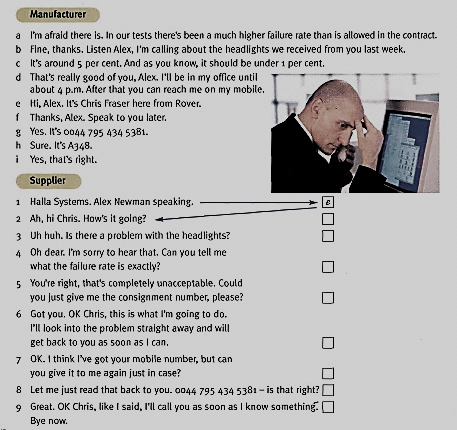 Manufacturer
a I'm afraid there is. In our tests there's been a much higher failure rate than is allowed in the contract.
b Fine, thanks. Listen Alex, I'm calling about the headlights we received from you last week.
c It's around 5 per cent. And as you know, it should be under 1 per cent.
d That's really good of you, Alex. I'll be in my office until
about 4 p.m. After that you can reach me on my mobile.
e Hi, Alex. It's Chris Fraser here from Rover.
f Thanks, Alex. Speak to you later.
g Yes. It's 0044 795 434 5381.
h Sure. It's A348.
i Yes, that's right.
Supplier
1 Halla Systems. Alex Newman speaking. e
2 Ah, hi Chris. How's it going?
3 Uh huh. Is there a problem with the headlights?
4 Oh dear. I'm sorry to hear that. Can you tell me
what the failure rate is exactly?
5 You're right, that's completely unacceptable. Could
you just give me the consignment number, please?
6 Got you. OK Chris, this is what I'm going to do.
I'll look into the problem straight away and will
get back to you as soon as I can.
7 OK. I think I've got your mobile number, but can
you give it to me again just in case?
8 Let me just read that back to you. 0044 795 434 5381 – is that right?
9 Great. OK Chris, like I said, I'll call you as soon as I know something.
Bye now.